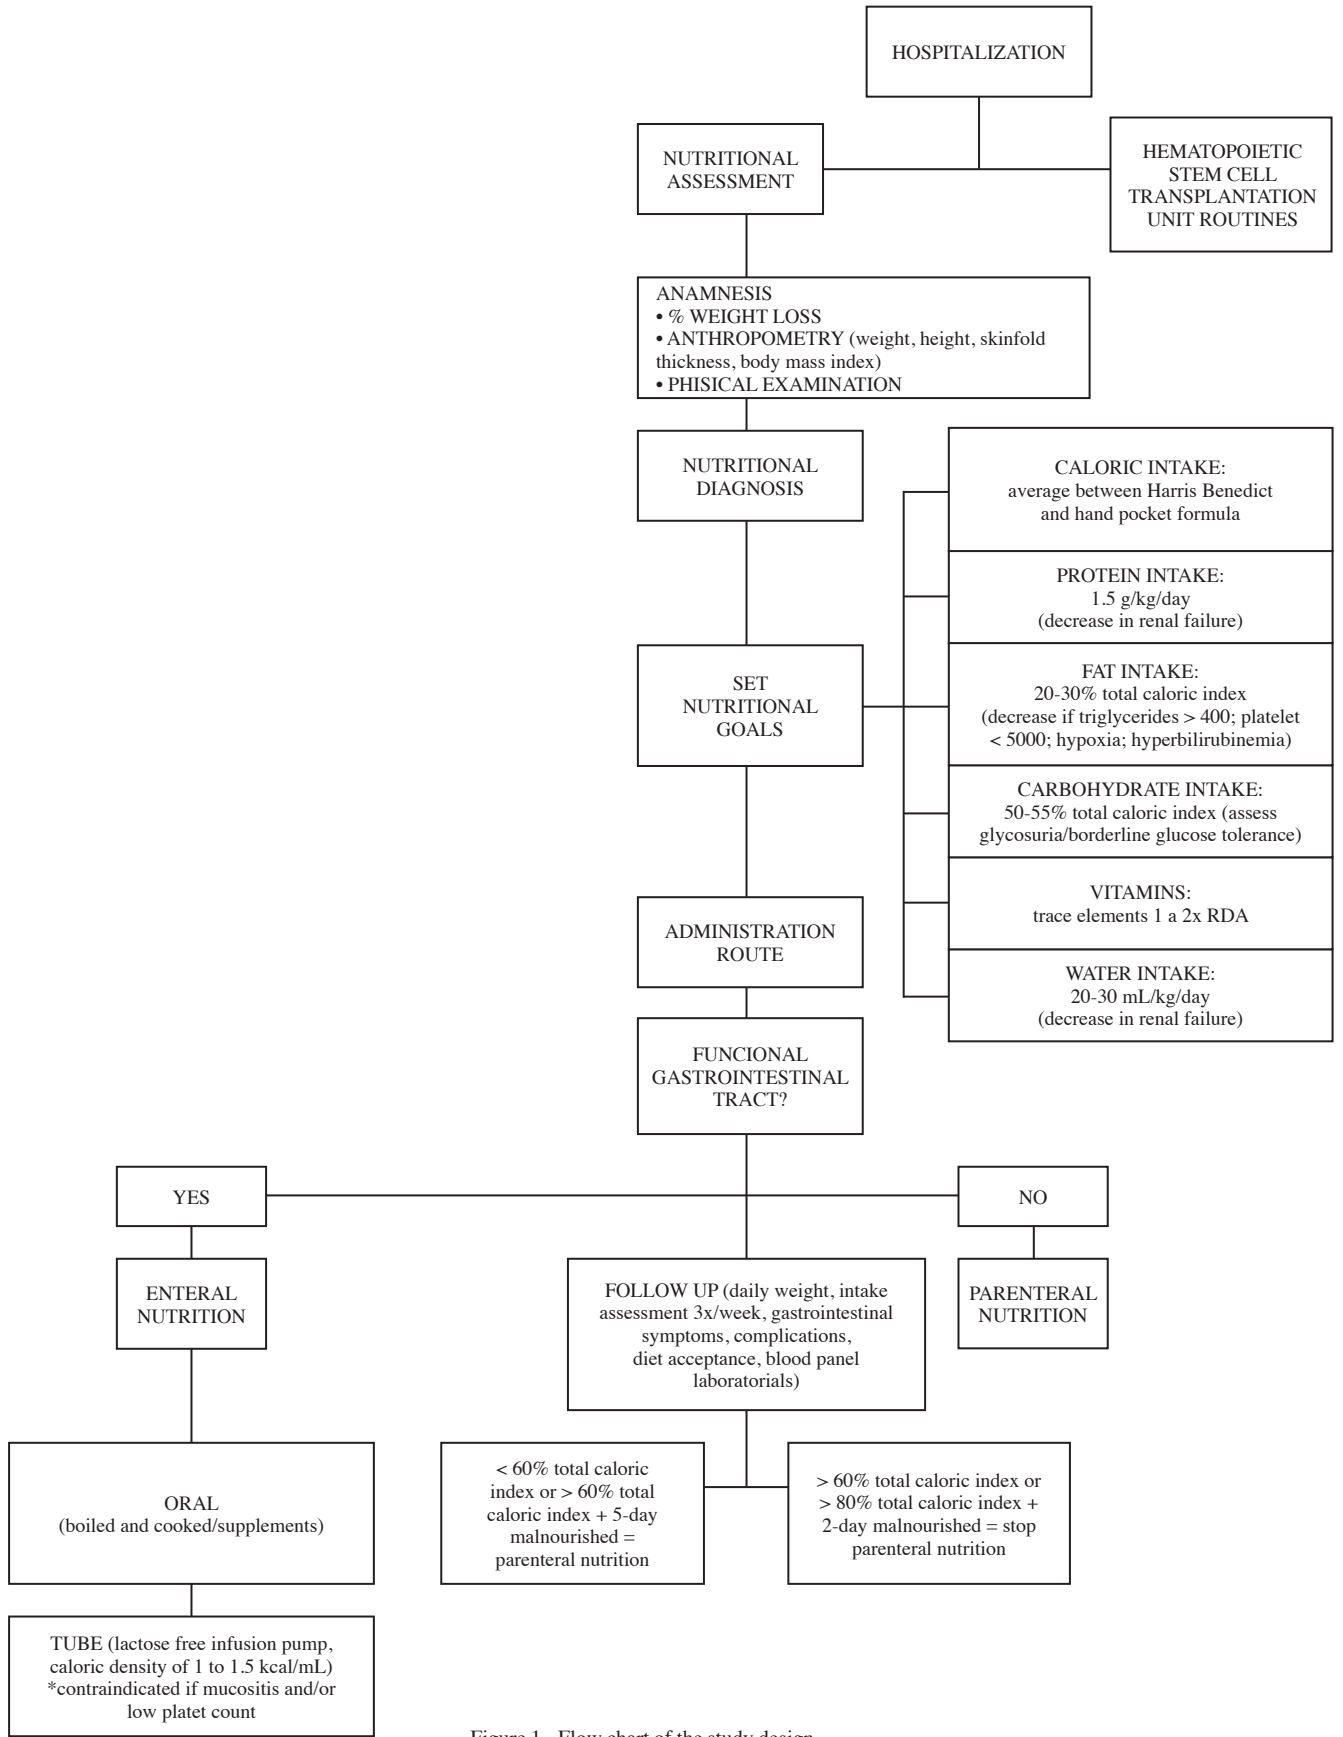 HOSPITALIZATION
NUTRITIONAL
ASSESSMENT
HEMATOPOIETIC
STEM CELL
TRANSPLANTATION
UNIT ROUTINES
ANAMNESIS
• % WEIGHT LOSS
• ANTHROPOMETRY (weight, height, skinfold
thickness, body mass index)
• PHISICAL EXAMINATION
NUTRITIONAL
DIAGNOSIS
SET
NUTRITIONAL
GOALS
CALORIC INTAKE:
average between Harris Benedict
and hand pocket formula
PROTEIN INTAKE:
1.5 g/kg/day
(decrease in renal failure)
FAT INTAKE:
20-30% total caloric index
(decrease if triglycerides > 400; platelet
< 5000; hypoxia; hyperbilirubinemia)
CARBOHYDRATE INTAKE:
50-55% total caloric index (assess
glycosuria/borderline glucose tolerance)
VITAMINS:
trace elements 1 a 2x RDA
WATER INTAKE:
20-30 mL/kg/day
(decrease in renal failure)
ADMINISTRATION
ROUTE
FUNCIONAL
GASTROINTESTINAL
TRACT?
YES
NO
ENTERAL
NUTRITION
FOLLOW UP (daily weight, intake
assessment 3x/week, gastrointestinal
symptoms, complications,
diet acceptance, blood panel
laboratorials)
PARENTERAL
NUTRITION
ORAL
(boiled and cooked/supplements)
< 60% total caloric
index or > 60% total
caloric index + 5-day
malnourished =
parenteral nutrition
> 60% total caloric index or
> 80% total caloric index +
2-day malnourished = stop
parenteral nutrition
TUBE (lactose free infusion pump,
caloric density of 1 to 1.5 kcal/mL)
*contraindicated if mucositis and/or
low platet count
Figure 1 - Flow chart of the study design